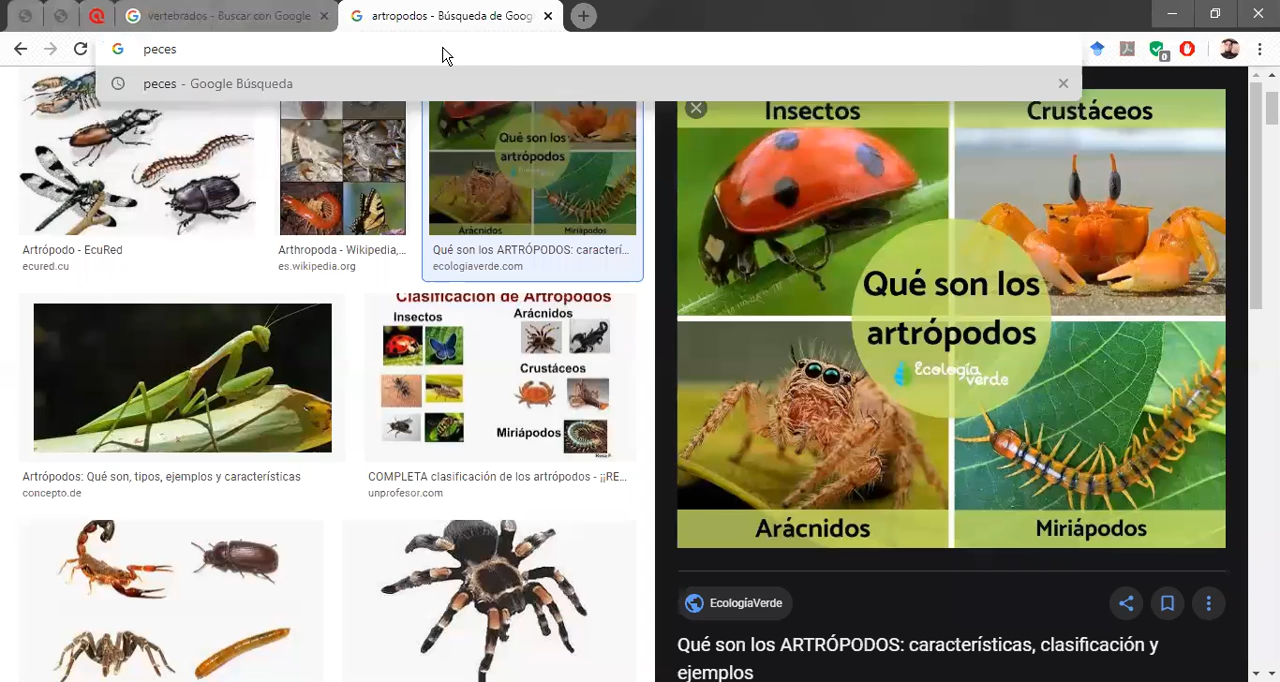 vertebrados - Buscar con Google
artropodos - Búsqueda de Goog
peces
peces - Google Búsqueda
0
Artrópodo - EcuRed
ecured.cu
Arthropoda - Wikipedia,...
es.wikipedia.org
Qué son los
artrópodos
Arácnidos
Miriápodos
Qué son los ARTRÓPODOS: caracterí...
ecologiaverde.com
Clasificación de Artrópodos
Insectos
Arácnidos
Crustáceos
Miriápodos
Artrópodos: Qué son, tipos, ejemplos y características
concepto.de
COMPLETA clasificación de los artrópodos - ¡¡RE...
unprofesor.com
Insectos
Crustáceos
Qué son los
artrópodos
Ecología
verde
Arácnidos
Miriápodos
EcologíaVerde
Qué son los ARTRÓPODOS: características, clasificación y
ejemplos